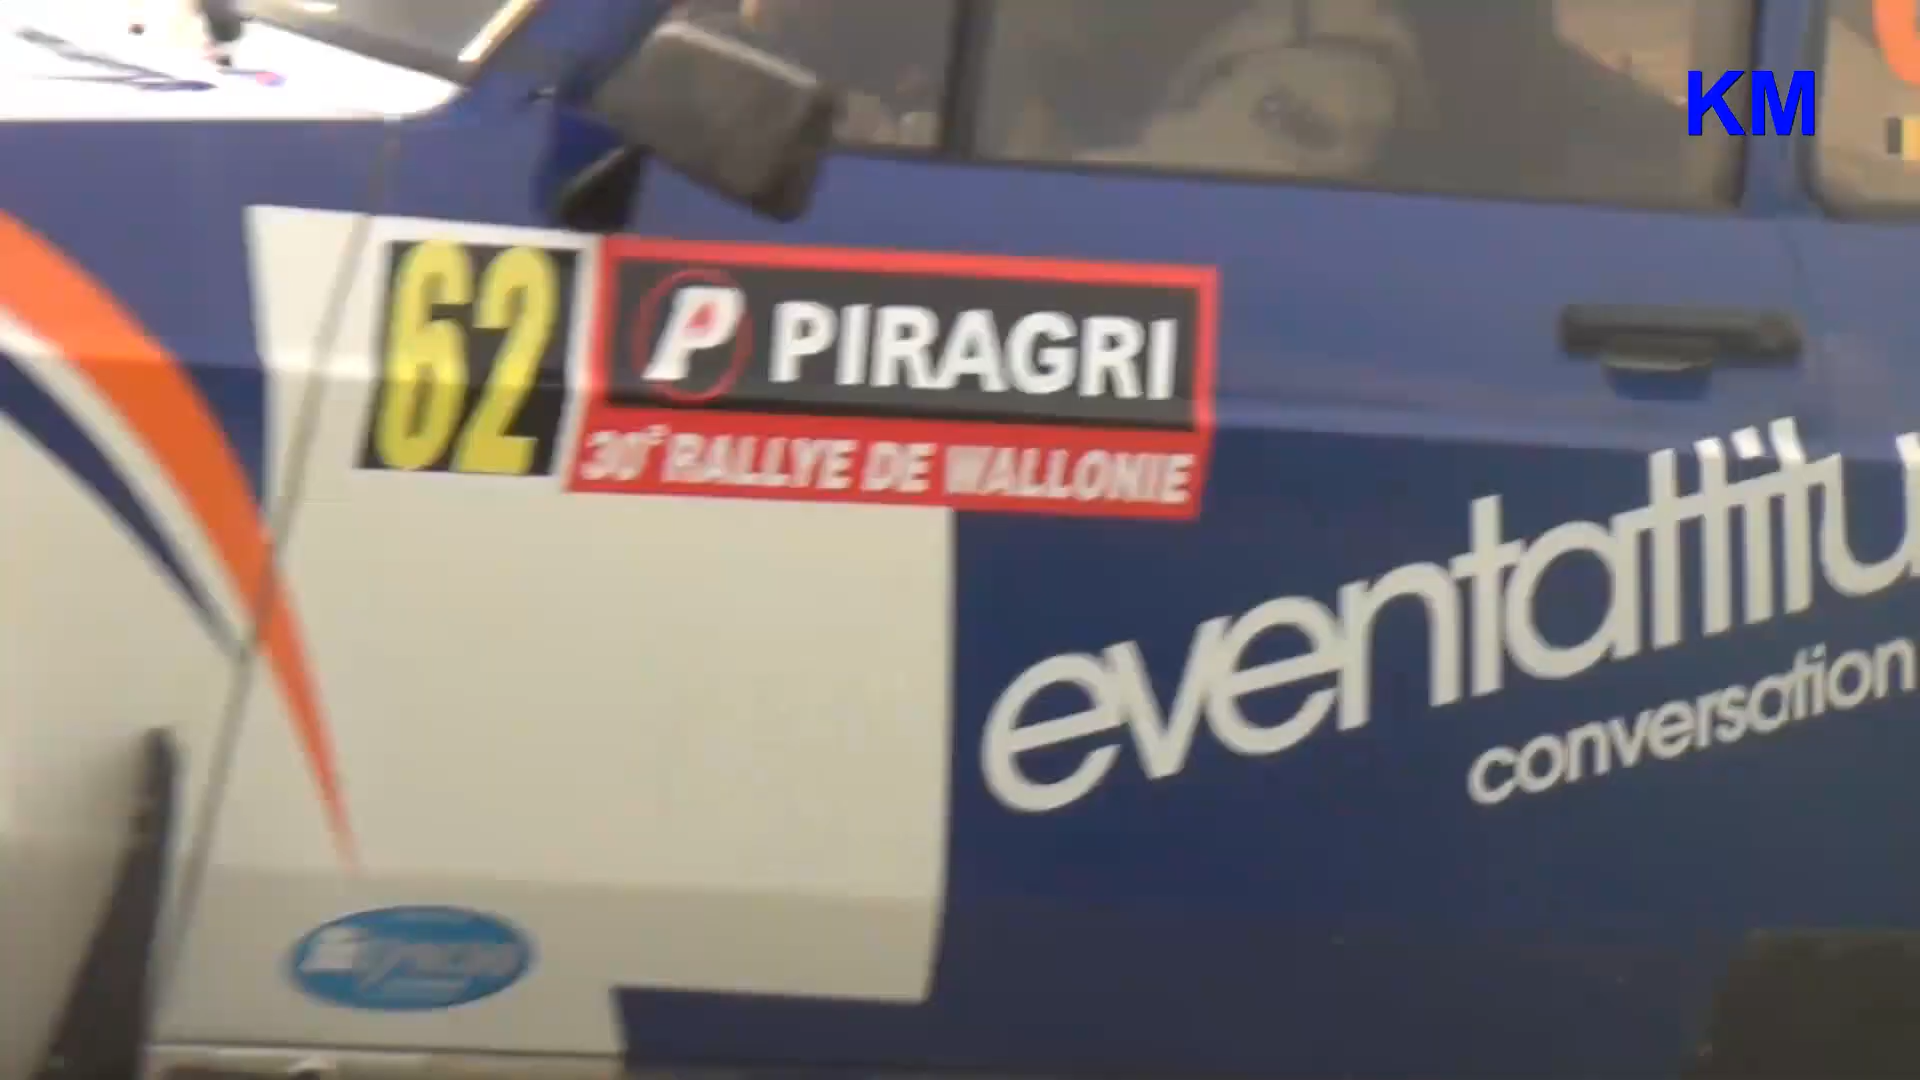 KM
62
P PIRAGRI
30e RALLYE DE WALLONIE
eventattitu
conversation